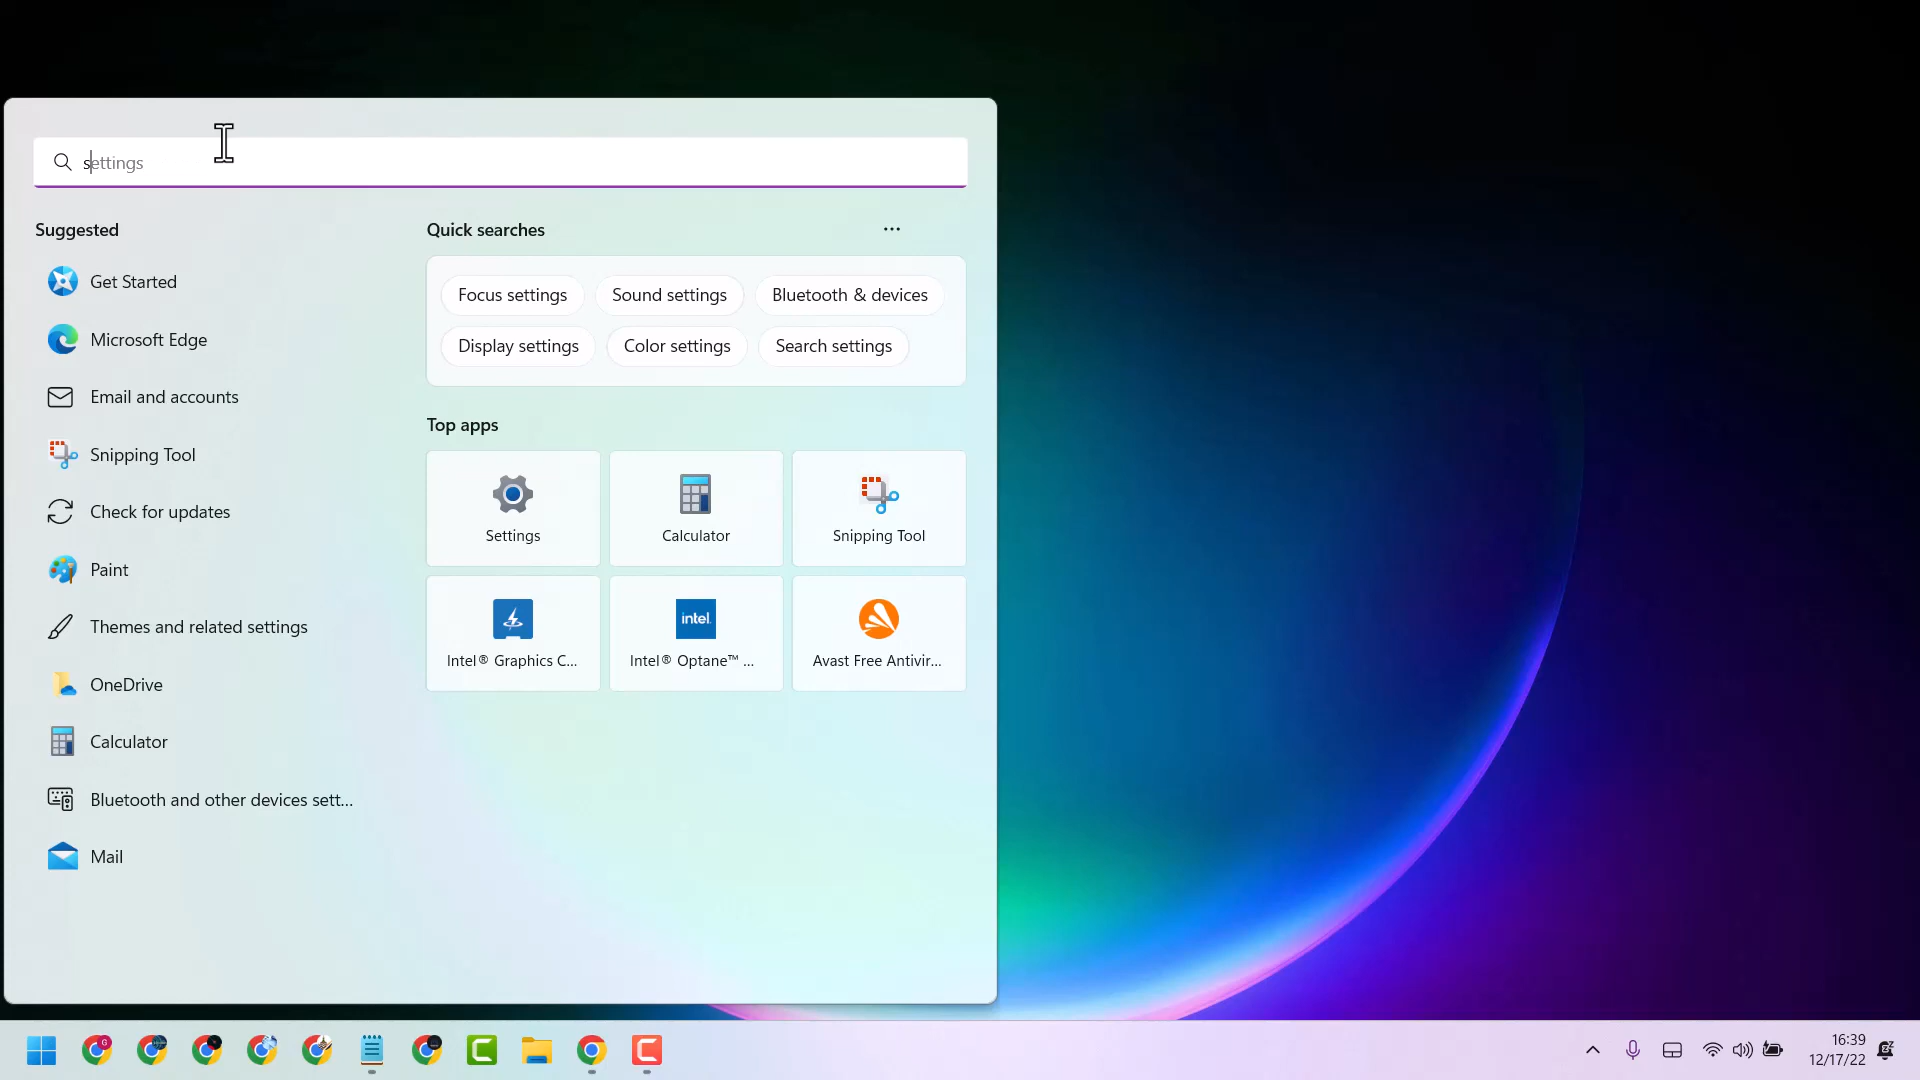 settings
Suggested
Get Started
Microsoft Edge
Email and accounts
Snipping Tool
Check for updates
Paint
Themes and related settings
OneDrive
Calculator
Bluetooth and other devices sett...
Mail
Quick searches
Focus settings
Sound settings
Bluetooth & devices
Display settings
Color settings
Search settings
Top apps
Settings
Calculator
Snipping Tool
intel.
Intel® Graphics C...
Intel® Optane™ ...
Avast Free Antivir...
G
16:39
12/17/22